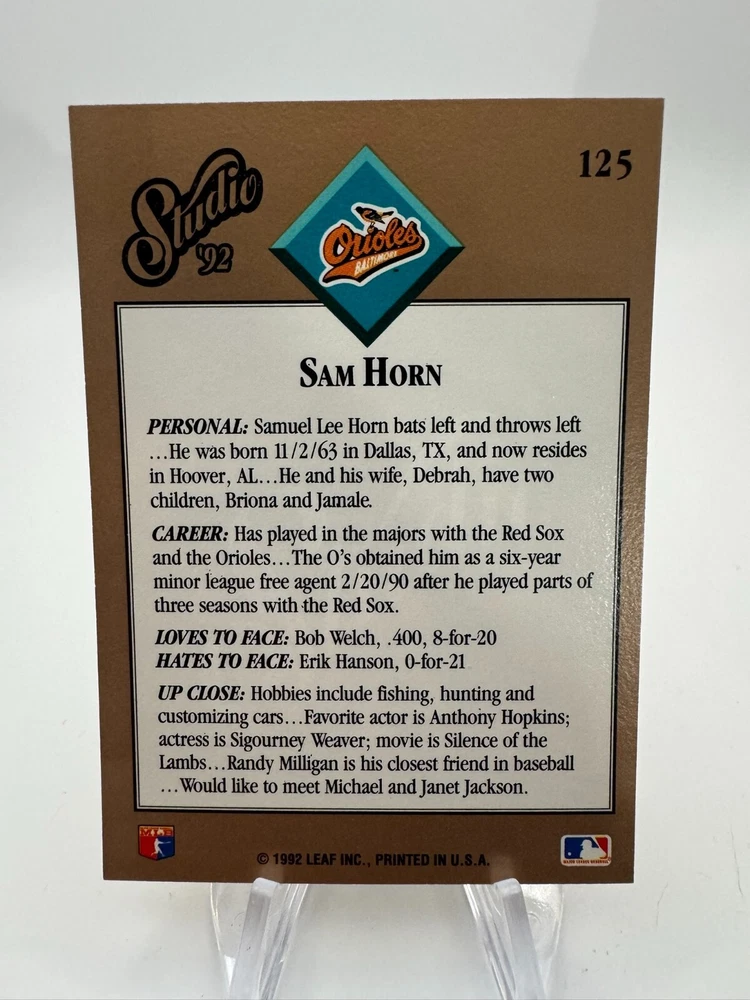 125
Studio
'92
Orioles
BALTIMORE
SAM HORN
PERSONAL: Samuel Lee Horn bats left and throws left
...He was born 11/2/63 in Dallas, TX, and now resides
in Hoover, AL...He and his wife, Debrah, have two
children, Briona and Jamale.
CAREER: Has played in the majors with the Red Sox
and the Orioles...The O's obtained him as a six-year
minor league free agent 2/20/90 after he played parts of
three seasons with the Red Sox.
LOVES TO FACE: Bob Welch, .400, 8-for-20
HATES TO FACE: Erik Hanson, 0-for-21
UP CLOSE: Hobbies include fishing, hunting and
customizing cars...Favorite actor is Anthony Hopkins;
actress is Sigourney Weaver; movie is Silence of the
Lambs...Randy Milligan is his closest friend in baseball
...Would like to meet Michael and Janet Jackson.
© 1992 LEAF INC., PRINTED IN U.S.A.
MAJOR LEAGUE BASEBALL